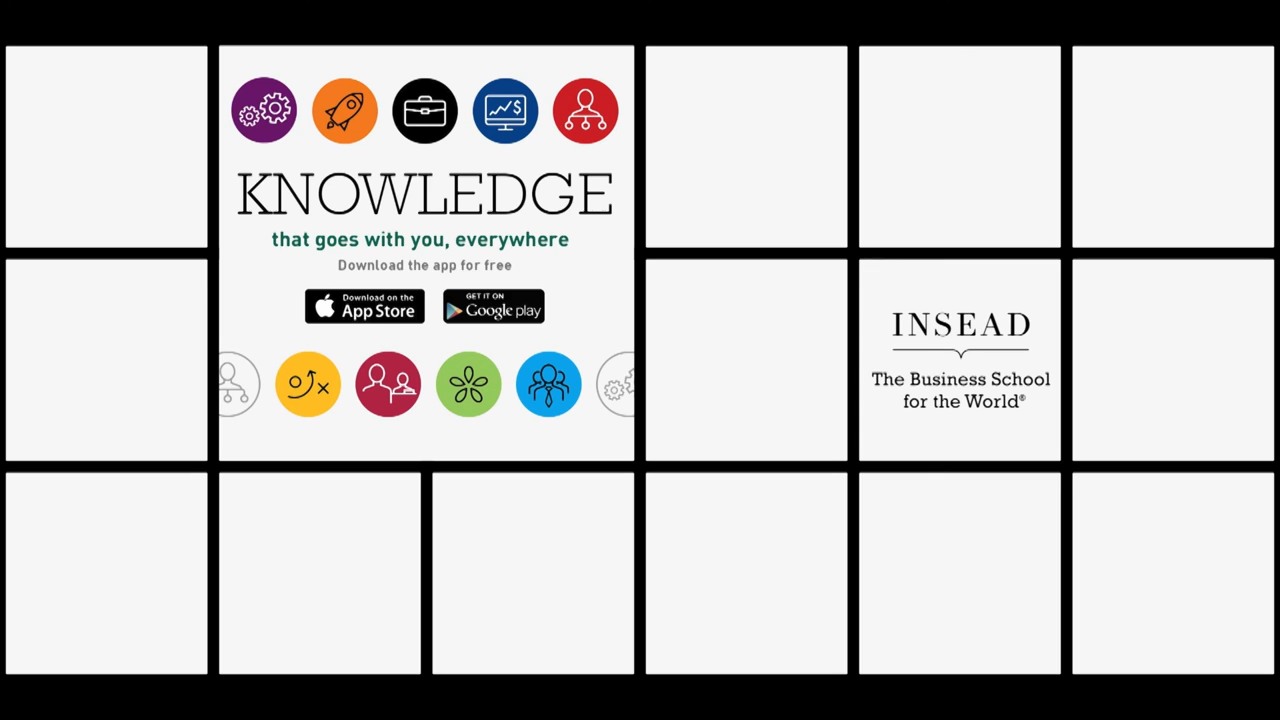 KNOWLEDGE
that goes with you, everywhere
Download the app for free
Download on the
App Store
GET IT ON
Google play
INSEAD
The Business School
for the World®